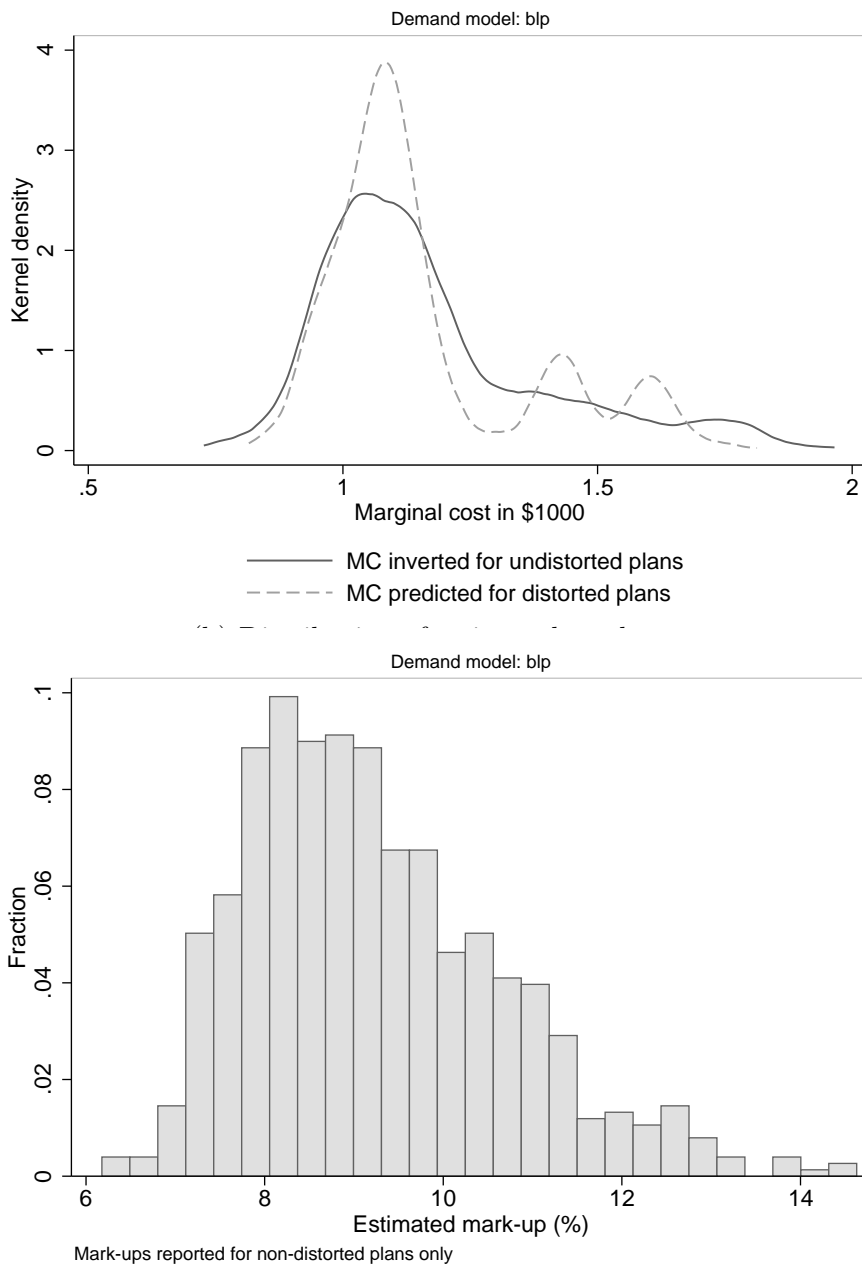 Demand model: blp
4
3
2
1
0
Kernel density
.5 1 1.5 2
Marginal cost in $1000
MC inverted for undistorted plans
MC predicted for distorted plans
Demand model: blp
.1
.08
.06
.04
.02
0
Fraction
6 8 10 12 14
Estimated mark-up (%)
Mark-ups reported for non-distorted plans only